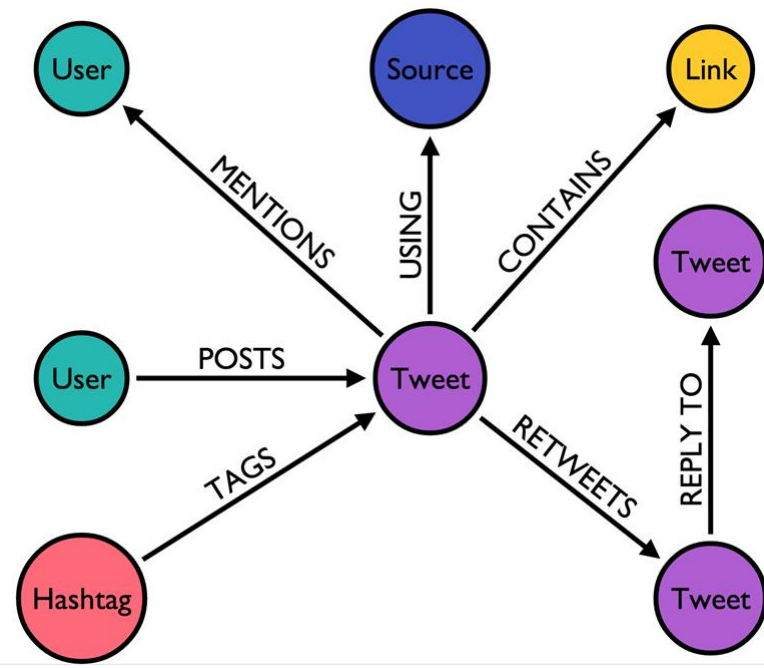 User
Source
Link
MENTIONS
USING
CONTAINS
Tweet
User
POSTS
Tweet
TAGS
RETWEETS
REPLY TO
Hashtag
Tweet